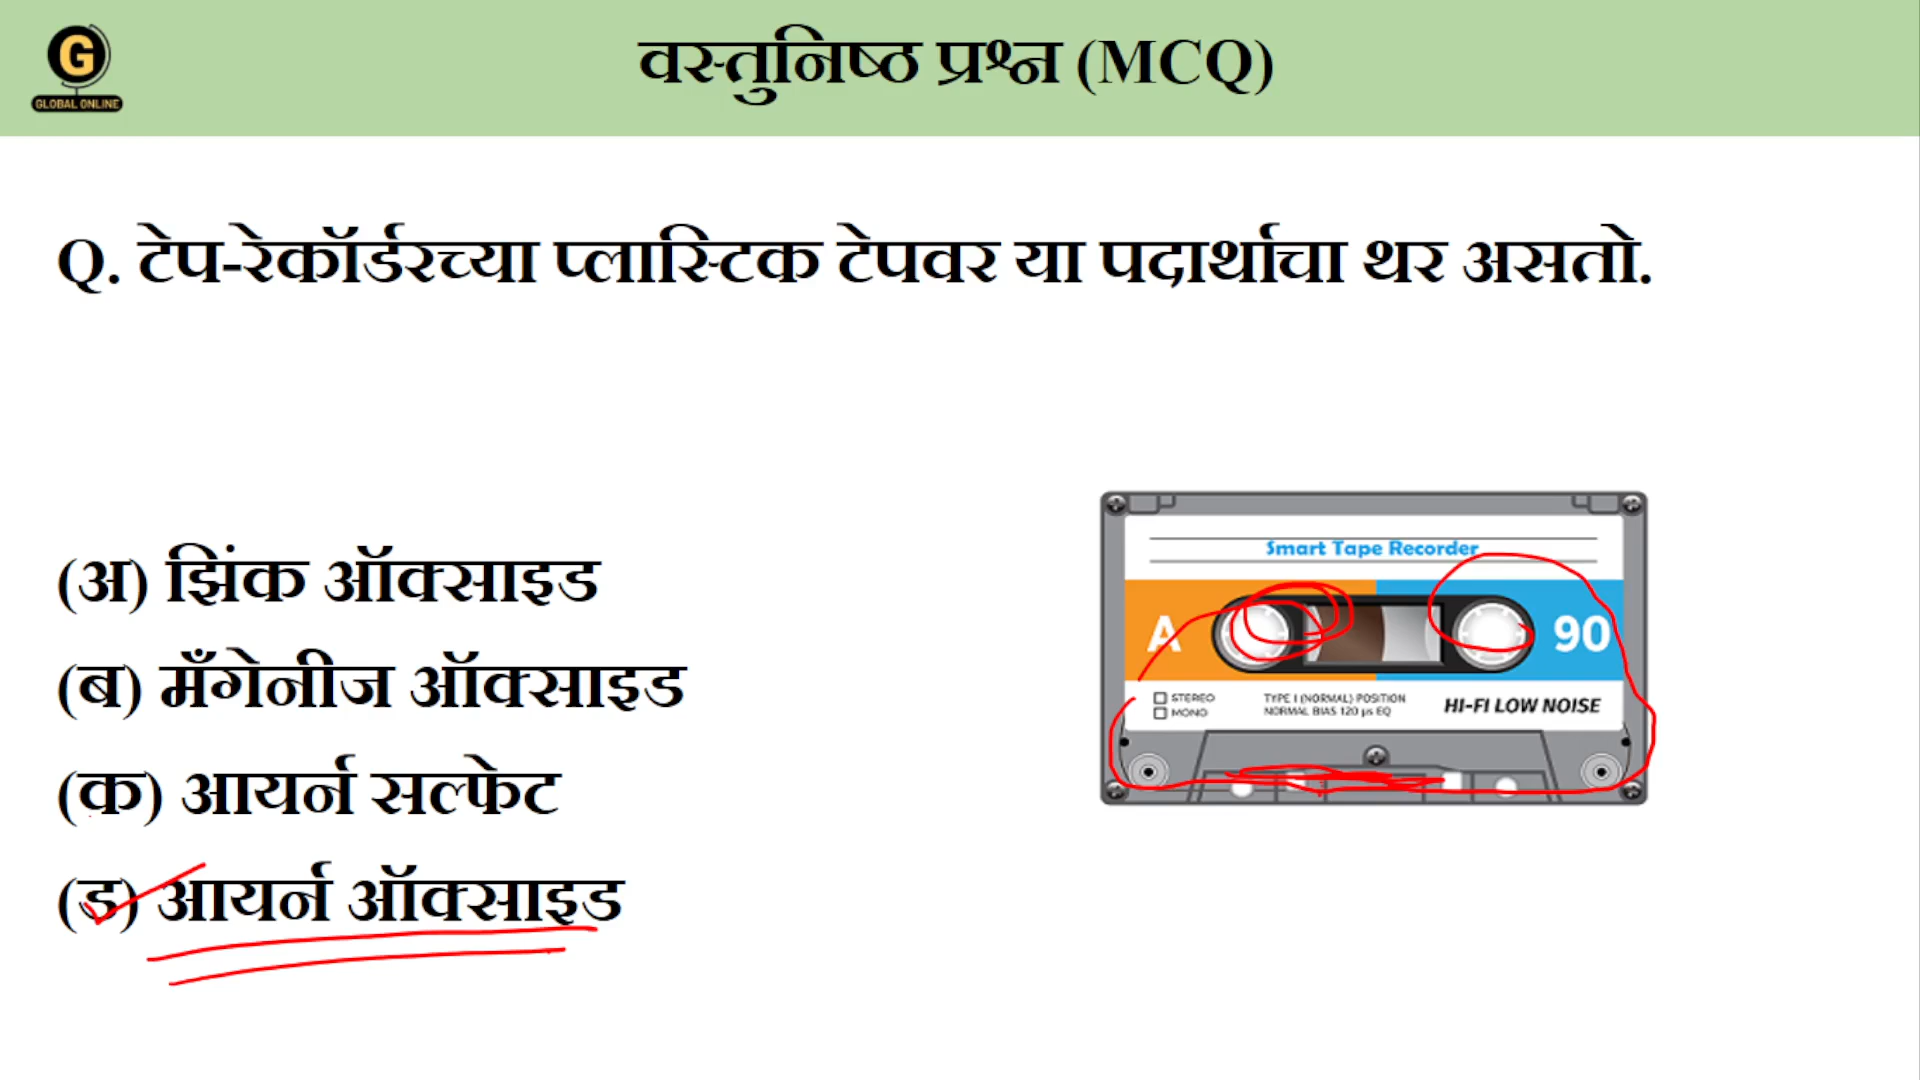 G
GLOBAL ONLINE
वस्तुनिष्ठ प्रश्न (MCQ)
Q. टेप-रेकॉर्डरच्या प्लास्टिक टेपवर या पदार्थाचा थर असतो.
(अ) झिंक ऑक्साइड
(ब) मँगेनीज ऑक्साइड
(क) आयर्न सल्फेट
(ड) आयर्न ऑक्साइड
Smart Tape Recorder
A
90
STEREO
MONO
TYPE I (NORMAL) POSITION
NORMAL BIAS 120 µs EQ
HI-FI LOW NOISE